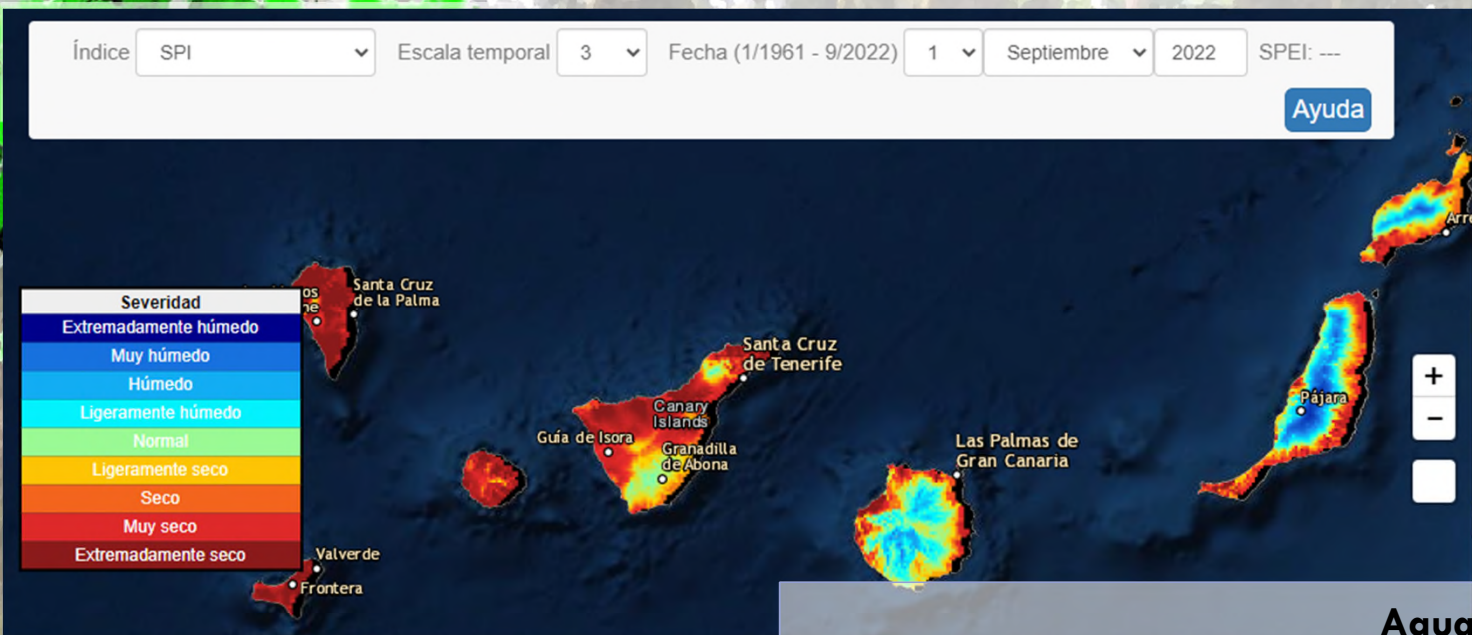 Índice SPI Escala temporal 3 Fecha (1/1961 - 9/2022) 1 Septiembre 2022 SPEI: ---
Ayuda
Severidad
Extremadamente húmedo
Muy húmedo
Húmedo
Ligeramente húmedo
Normal
Ligeramente seco
Seco
Muy seco
Extremadamente seco
Santa Cruz
de la Palma
Santa Cruz
de Tenerife
Canary
Islands
Guía de Isora
Granadilla
de Abona
Las Palmas de
Gran Canaria
Pájara
Valverde
Frontera
+
−